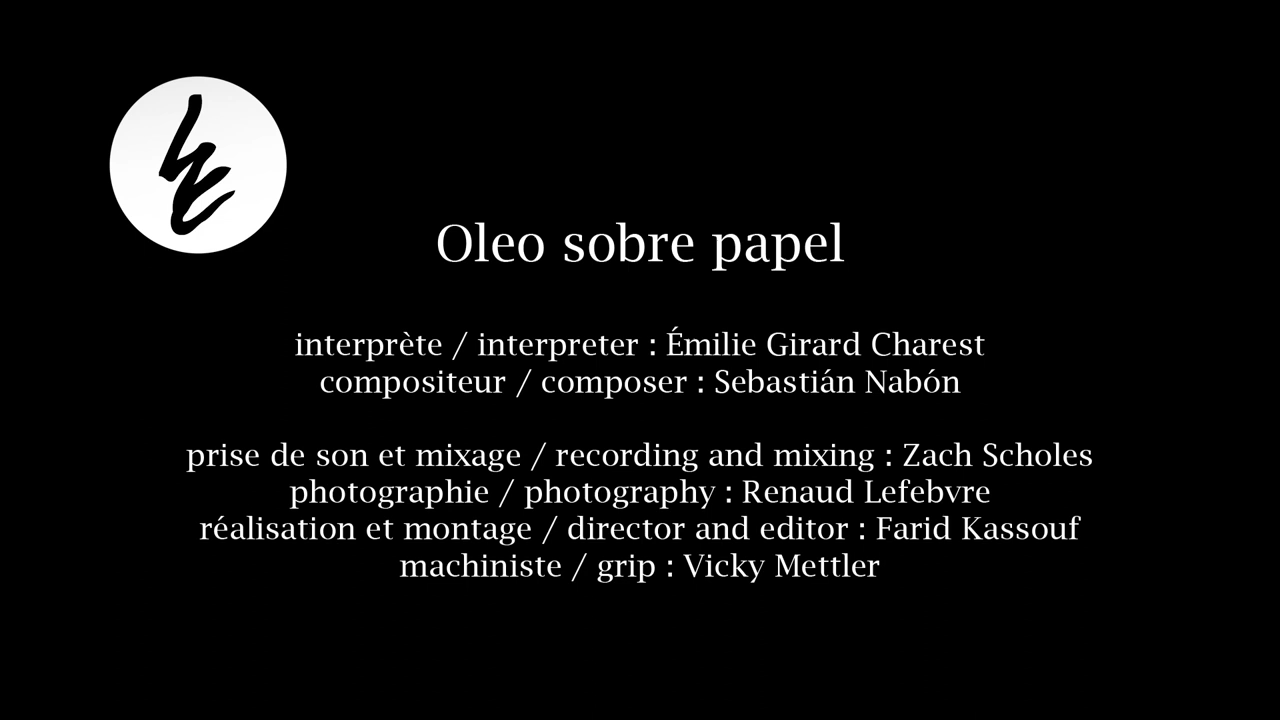 Oleo sobre papel
interprète / interpreter : Émilie Girard Charest
compositeur / composer : Sebastián Nabón
prise de son et mixage / recording and mixing : Zach Scholes
photographie / photography : Renaud Lefebvre
réalisation et montage / director and editor : Farid Kassouf
machiniste / grip : Vicky Mettler